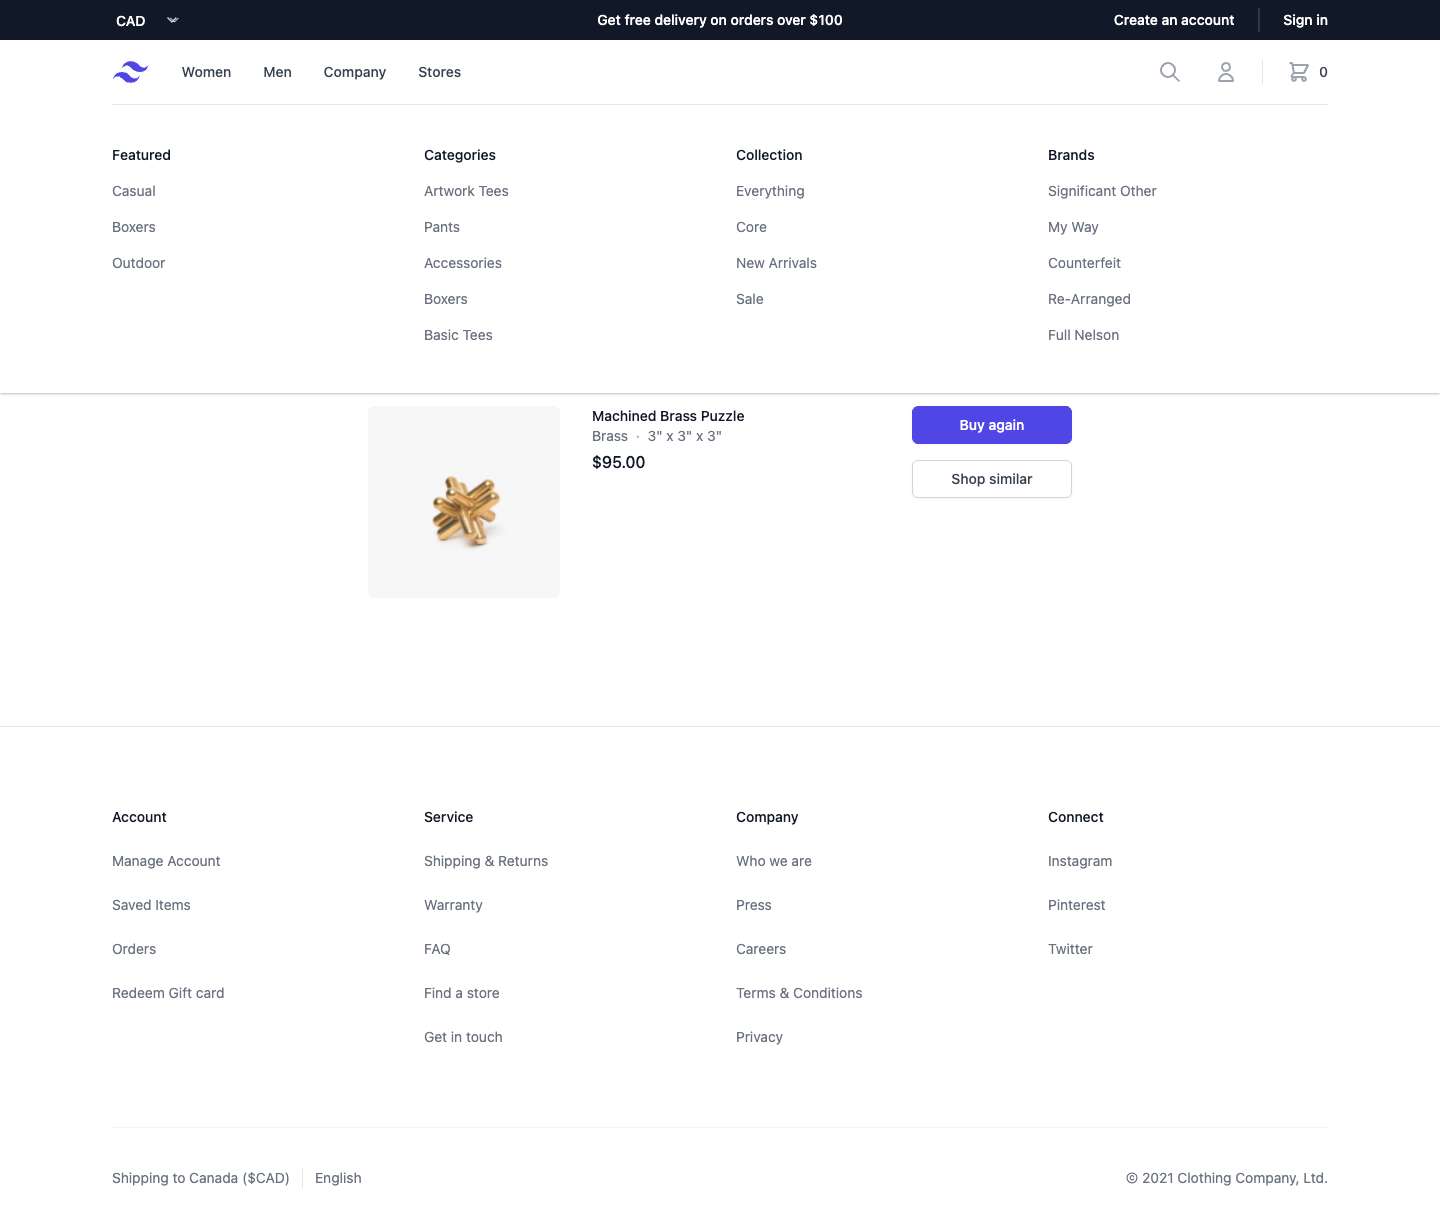 CAD
Get free delivery on orders over $100
Create an account
Sign in
Women
Men
Company
Stores
0
Featured
Casual
Boxers
Outdoor
Categories
Artwork Tees
Pants
Accessories
Boxers
Basic Tees
Collection
Everything
Core
New Arrivals
Sale
Brands
Significant Other
My Way
Counterfeit
Re-Arranged
Full Nelson
Machined Brass Puzzle
Brass · 3" x 3" x 3"
$95.00
Buy again
Shop similar
Account
Manage Account
Saved Items
Orders
Redeem Gift card
Service
Shipping & Returns
Warranty
FAQ
Find a store
Get in touch
Company
Who we are
Press
Careers
Terms & Conditions
Privacy
Connect
Instagram
Pinterest
Twitter
Shipping to Canada ($CAD)
English
© 2021 Clothing Company, Ltd.